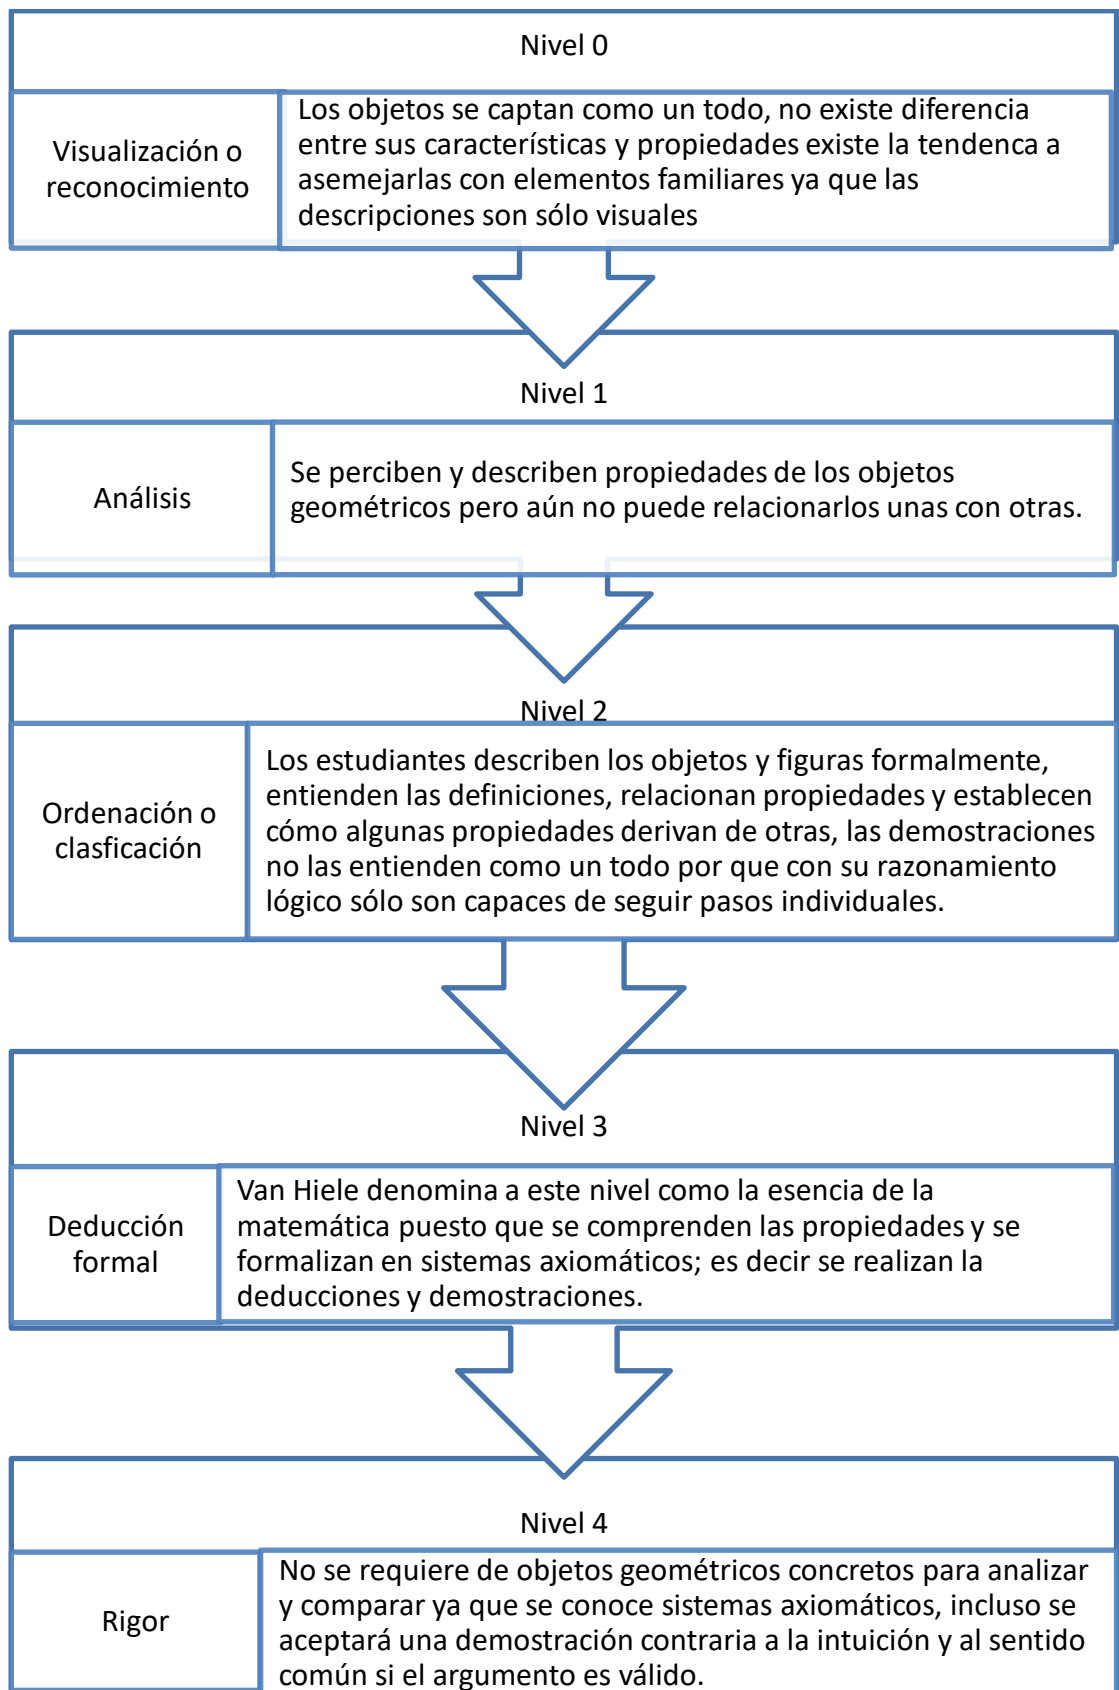 Nivel 0
Visualización o
reconocimiento
Los objetos se captan como un todo, no existe diferencia
entre sus características y propiedades existe la tendenca a
asemejarlas con elementos familiares ya que las
descripciones son sólo visuales
Nivel 1
Análisis
Se perciben y describen propiedades de los objetos
geométricos pero aún no puede relacionarlos unas con otras.
Nivel 2
Ordenación o
clasficación
Los estudiantes describen los objetos y figuras formalmente,
entienden las definiciones, relacionan propiedades y establecen
cómo algunas propiedades derivan de otras, las demostraciones
no las entienden como un todo por que con su razonamiento
lógico sólo son capaces de seguir pasos individuales.
Nivel 3
Deducción
formal
Van Hiele denomina a este nivel como la esencia de la
matemática puesto que se comprenden las propiedades y se
formalizan en sistemas axiomáticos; es decir se realizan la
deducciones y demostraciones.
Nivel 4
Rigor
No se requiere de objetos geométricos concretos para analizar
y comparar ya que se conoce sistemas axiomáticos, incluso se
aceptará una demostración contraria a la intuición y al sentido
común si el argumento es válido.